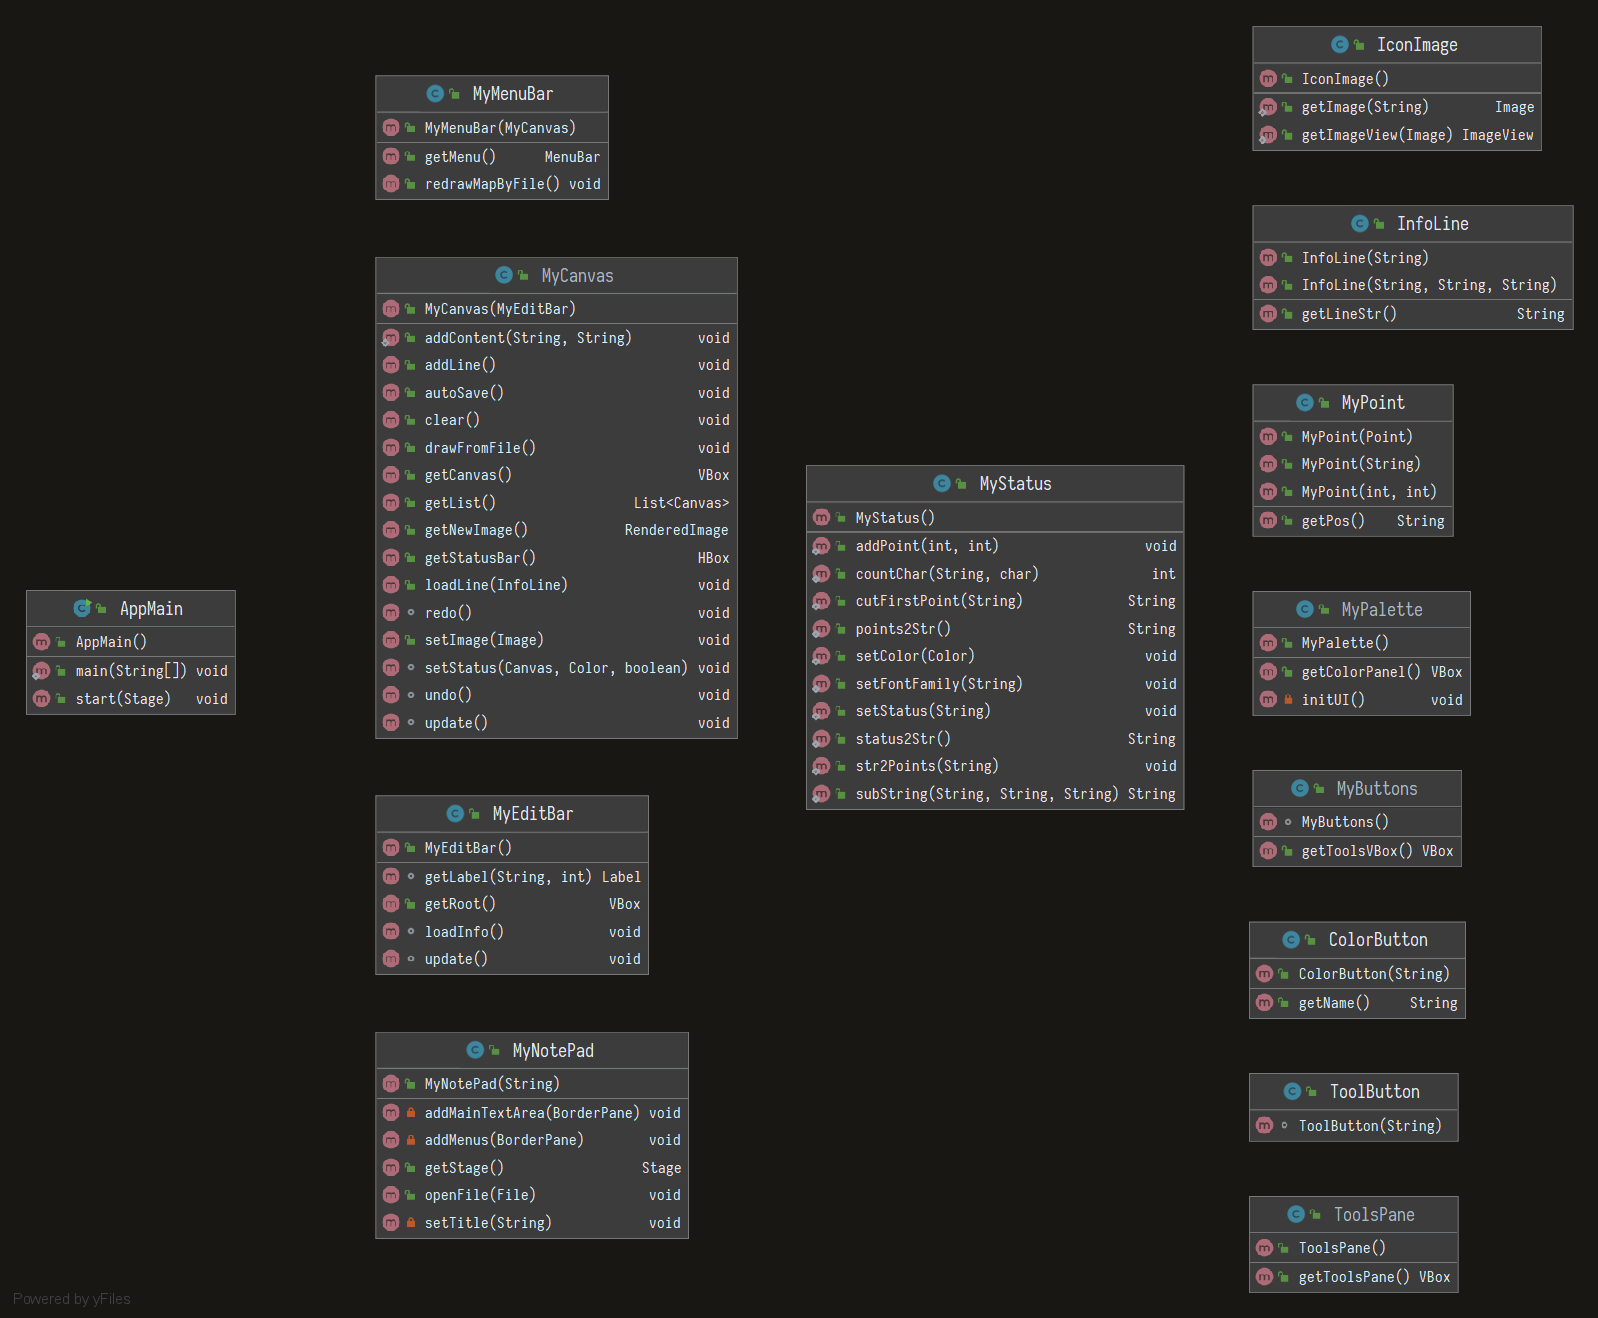 AppMain
AppMain()
main(String[]) void
start(Stage) void
MyMenuBar
MyMenuBar(MyCanvas)
getMenu() MenuBar
redrawMapByFile() void
MyCanvas
MyCanvas(MyEditBar)
addContent(String, String) void
addLine() void
autoSave() void
clear() void
drawFromFile() void
getCanvas() VBox
getList() List<Canvas>
getNewImage() RenderedImage
getStatusBar() HBox
loadLine(InfoLine) void
redo() void
setImage(Image) void
setStatus(Canvas, Color, boolean) void
undo() void
update() void
MyEditBar
MyEditBar()
getLabel(String, int) Label
getRoot() VBox
loadInfo() void
update() void
MyNotePad
MyNotePad(String)
addMainTextArea(BorderPane) void
addMenus(BorderPane) void
getStage() Stage
openFile(File) void
setTitle(String) void
MyStatus
MyStatus()
addPoint(int, int) void
countChar(String, char) int
cutFirstPoint(String) String
points2Str() String
setColor(Color) void
setFontFamily(String) void
setStatus(String) void
status2Str() String
str2Points(String) void
subString(String, String, String) String
IconImage
IconImage()
getImage(String) Image
getImageView(Image) ImageView
InfoLine
InfoLine(String)
InfoLine(String, String, String)
getLineStr() String
MyPoint
MyPoint(Point)
MyPoint(String)
MyPoint(int, int)
getPos() String
MyPalette
MyPalette()
getColorPanel() VBox
initUI() void
MyButtons
MyButtons()
getToolsVBox() VBox
ColorButton
ColorButton(String)
getName() String
ToolButton
ToolButton(String)
ToolsPane
ToolsPane()
getToolsPane() VBox
Powered by yFiles